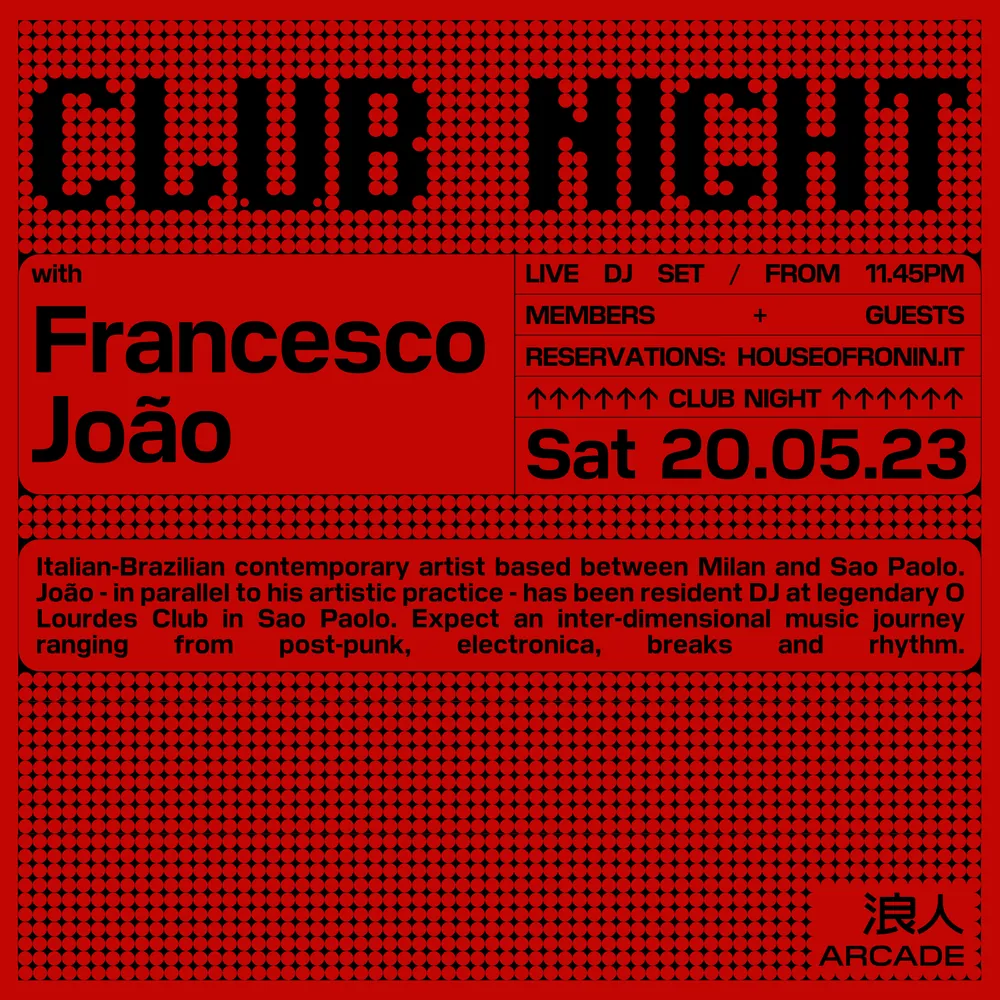 CLUB NIGHT
with
Francesco
João
LIVE DJ SET / FROM 11.45PM
MEMBERS + GUESTS
RESERVATIONS: HOUSEOFRONIN.IT
↑↑↑↑↑↑ CLUB NIGHT ↑↑↑↑↑↑
Sat 20.05.23
Italian-Brazilian contemporary artist based between Milan and Sao Paolo.
João - in parallel to his artistic practice - has been resident DJ at legendary O
Lourdes Club in Sao Paolo. Expect an inter-dimensional music journey
ranging from post-punk, electronica, breaks and rhythm.
浪人
ARCADE